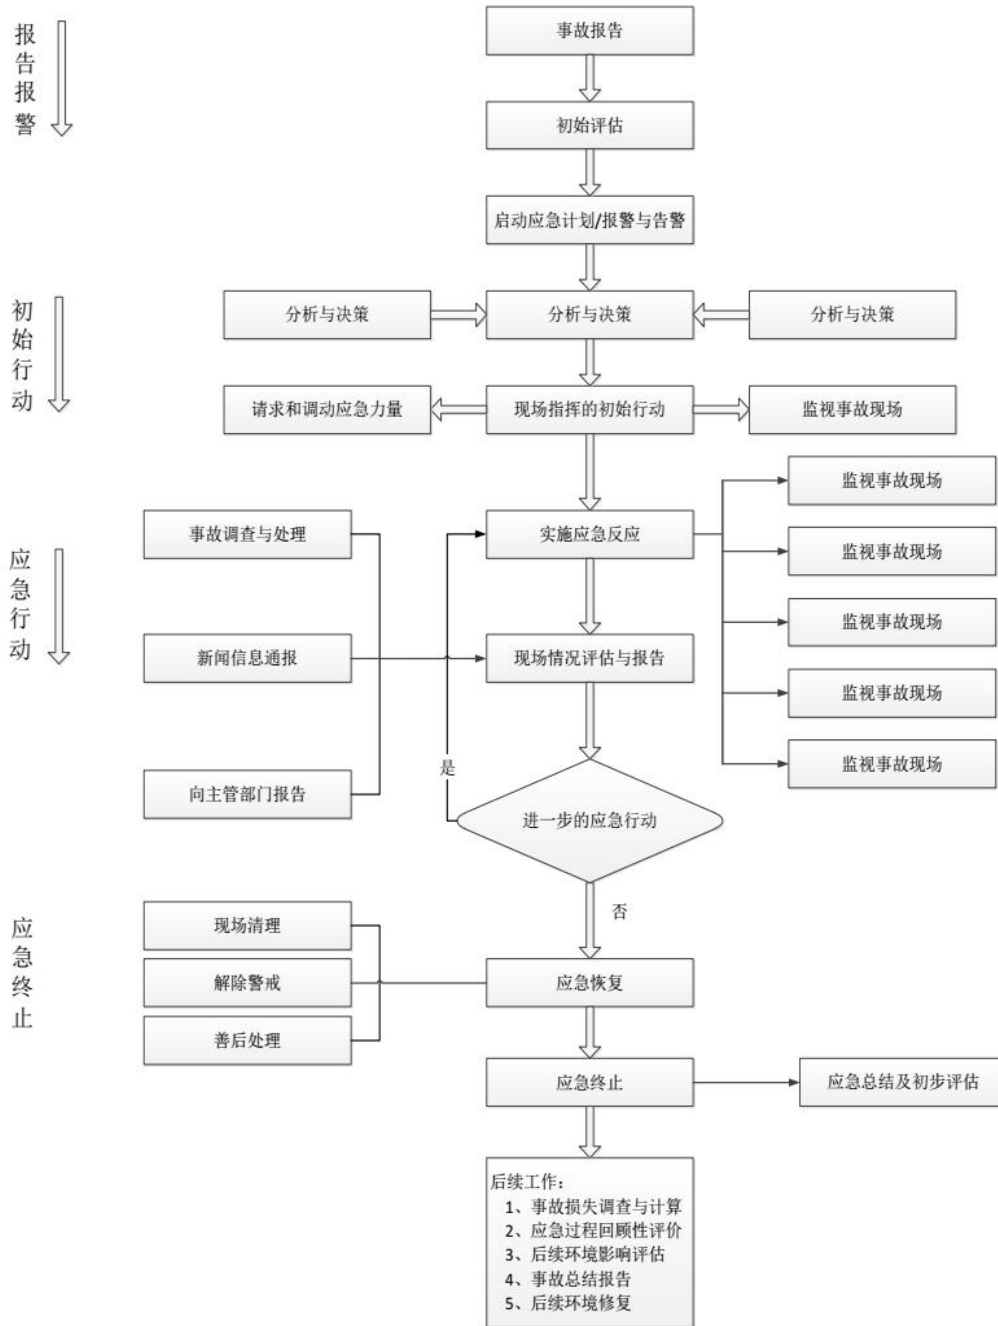 报告报警
事故报告
初始评估
启动应急计划/报警与告警
初始行动
分析与决策
分析与决策
分析与决策
请求和调动应急力量
现场指挥的初始行动
监视事故现场
应急行动
事故调查与处理
实施应急反应
监视事故现场
监视事故现场
监视事故现场
监视事故现场
监视事故现场
新闻信息通报
现场情况评估与报告
向主管部门报告
是
进一步的应急行动
否
应急终止
现场清理
解除警戒
善后处理
应急恢复
应急终止
应急总结及初步评估
后续工作：
1、事故损失调查与计算
2、应急过程回顾性评价
3、后续环境影响评估
4、事故总结报告
5、后续环境修复